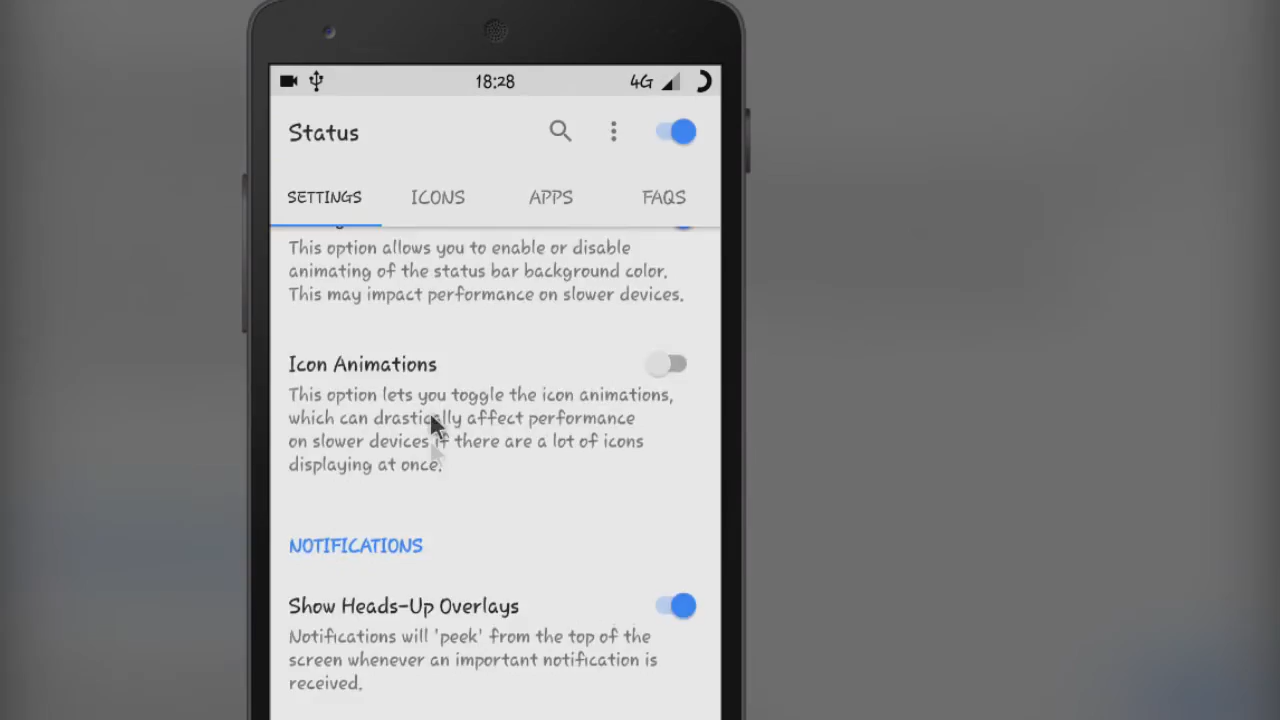 18:28 4G
Status
SETTINGS ICONS APPS FAQS
This option allows you to enable or disable
animating of the status bar background color.
This may impact performance on slower devices.
Icon Animations
This option lets you toggle the icon animations,
which can drastically affect performance
on slower devices if there are a lot of icons
displaying at once.
NOTIFICATIONS
Show Heads-Up Overlays
Notifications will 'peek' from the top of the
screen whenever an important notification is
received.